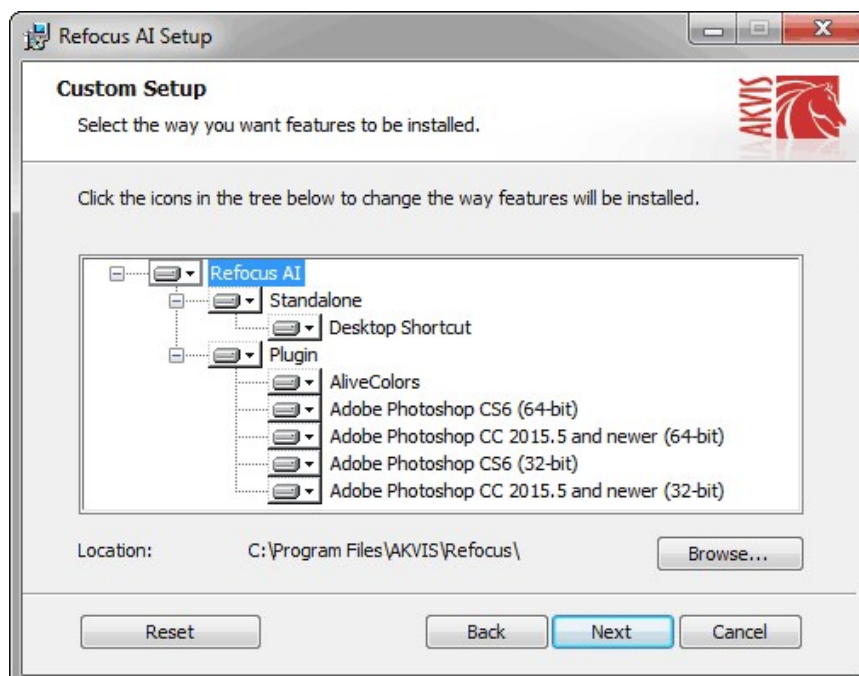 Refocus AI Setup
Custom Setup
Select the way you want features to be installed.
AKVIS
Click the icons in the tree below to change the way features will be installed.
Refocus AI
Standalone
Desktop Shortcut
Plugin
AliveColors
Adobe Photoshop CS6 (64-bit)
Adobe Photoshop CC 2015.5 and newer (64-bit)
Adobe Photoshop CS6 (32-bit)
Adobe Photoshop CC 2015.5 and newer (32-bit)
Location: C:\Program Files\AKVIS\Refocus\ Browse...
Reset Back Next Cancel